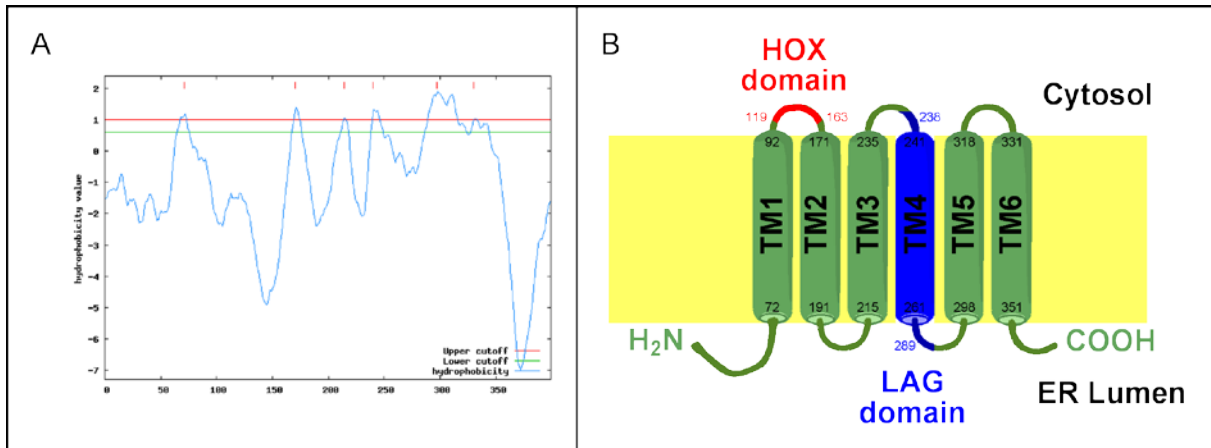 A
2
1
0
-1
-2
-3
-4
-5
-6
-7
hydrophobicity value
Upper cutoff
Lower cutoff
hydrophobicity
0 50 100 150 200 250 300 350
B
HOX
domain
Cytosol
119 163 238
92 171 235 241 318 331
TM1 TM2 TM3 TM4 TM5 TM6
72 191 215 261 298 351
H₂N 289 COOH
LAG
domain
ER Lumen